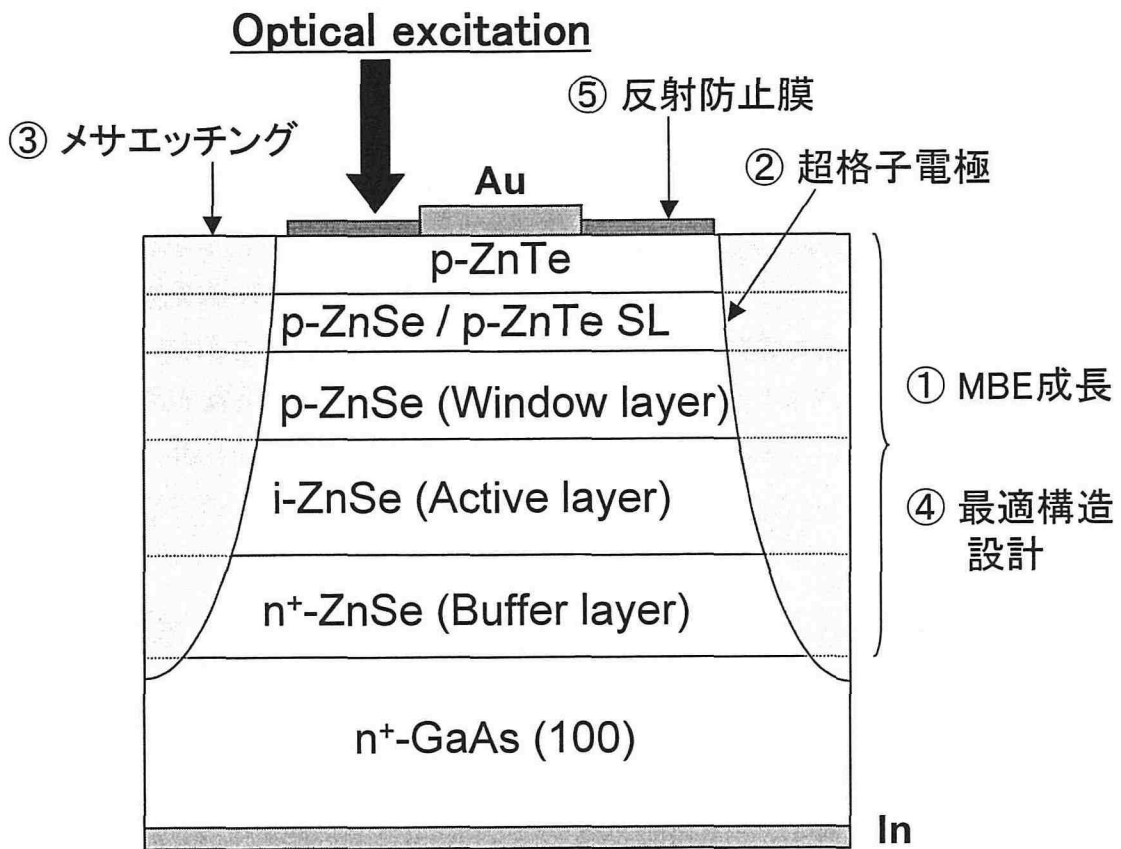 Optical excitation
⑤ 反射防止膜
③ メサエッチング
② 超格子電極
Au
p-ZnTe
p-ZnSe / p-ZnTe SL
p-ZnSe (Window layer)
① MBE成長
i-ZnSe (Active layer)
④ 最適構造
設計
n⁺-ZnSe (Buffer layer)
n⁺-GaAs (100)
In